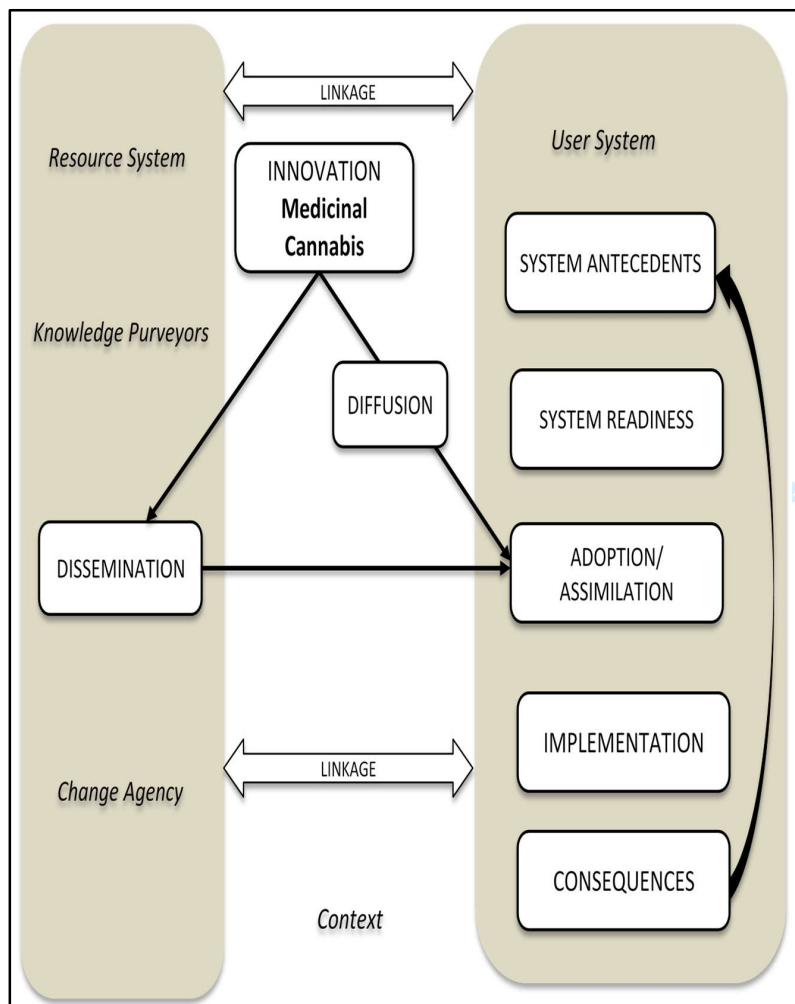 LINKAGE
Resource System
User System
INNOVATION
Medicinal
Cannabis
SYSTEM ANTECEDENTS
Knowledge Purveyors
DIFFUSION
SYSTEM READINESS
DISSEMINATION
ADOPTION/
ASSIMILATION
IMPLEMENTATION
LINKAGE
Change Agency
CONSEQUENCES
Context